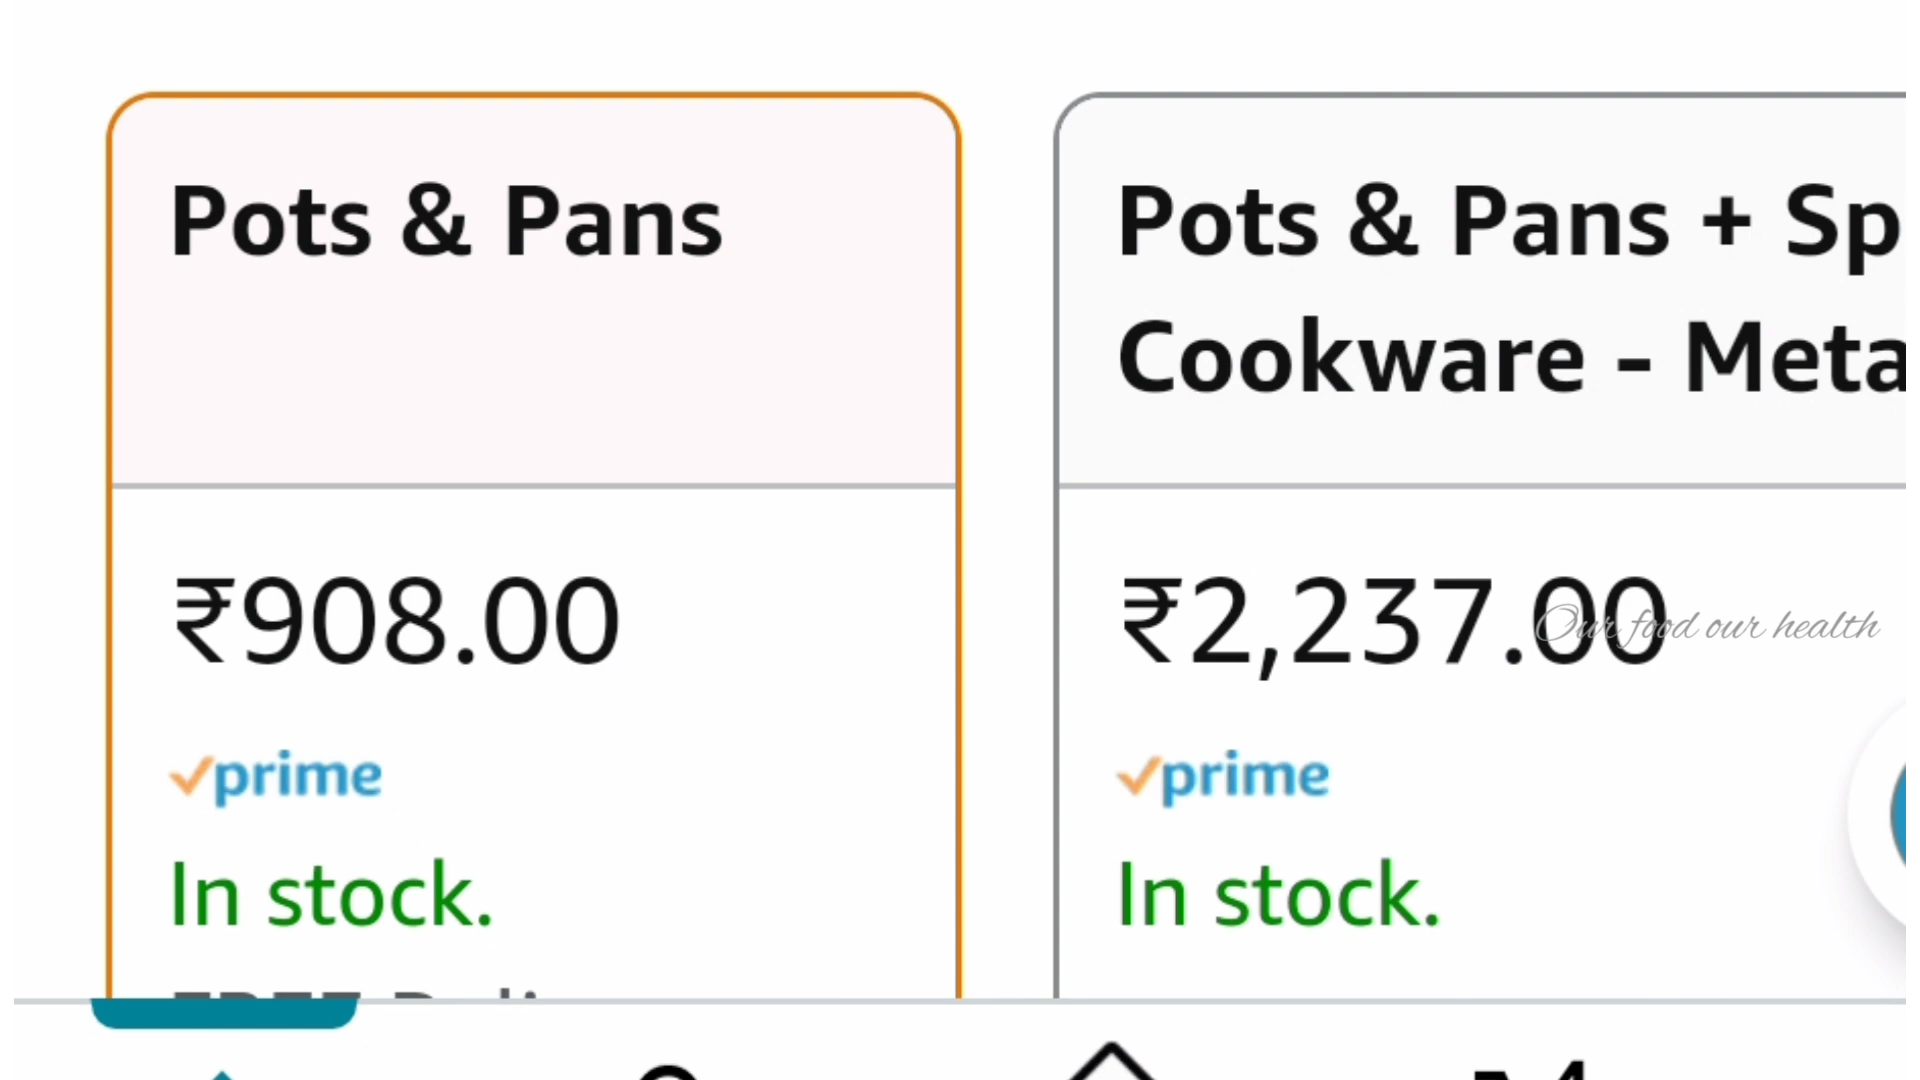 Pots & Pans
₹908.00
prime
In stock.
Pots & Pans + Sp
Cookware - Meta
₹2,237.00
Our food our health
prime
In stock.